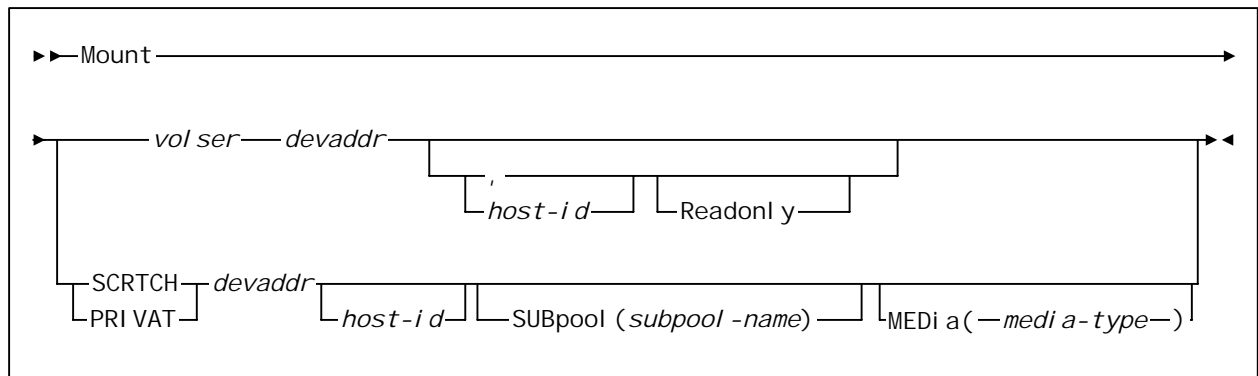 Mount
volser devaddr
,
host-id Readonly
SCRTCH devaddr
PRIVAT host-id SUBpool(subpool-name) MEDia(media-type)